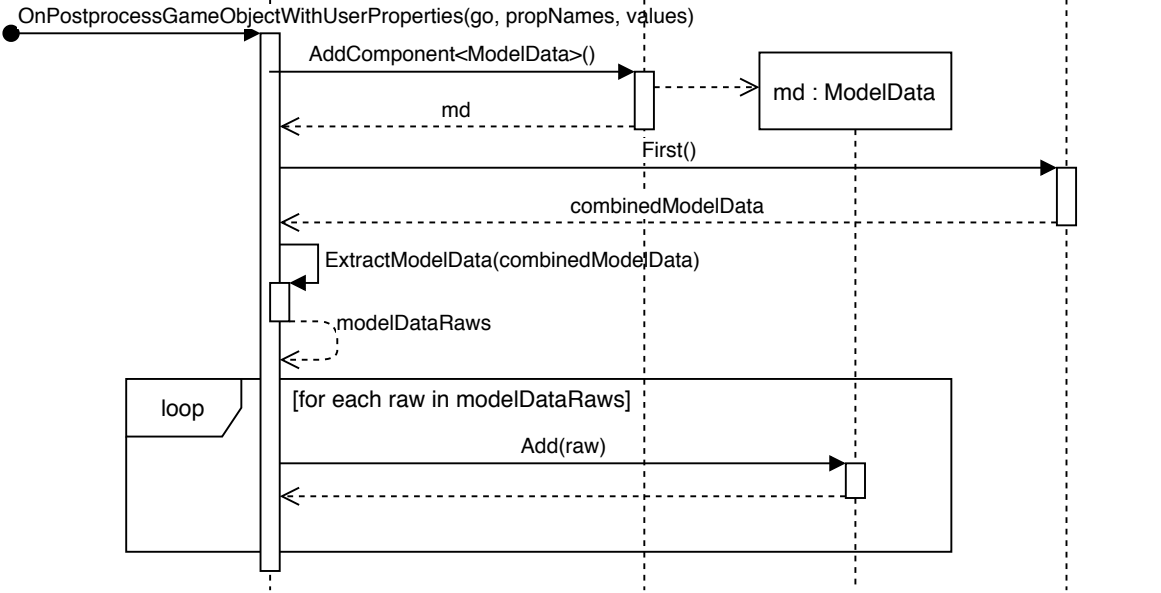 OnPostprocessGameObjectWithUserProperties(go, propNames, values)
AddComponent<ModelData>()
md : ModelData
md
First()
combinedModelData
ExtractModelData(combinedModelData)
modelDataRaws
loop
[for each raw in modelDataRaws]
Add(raw)